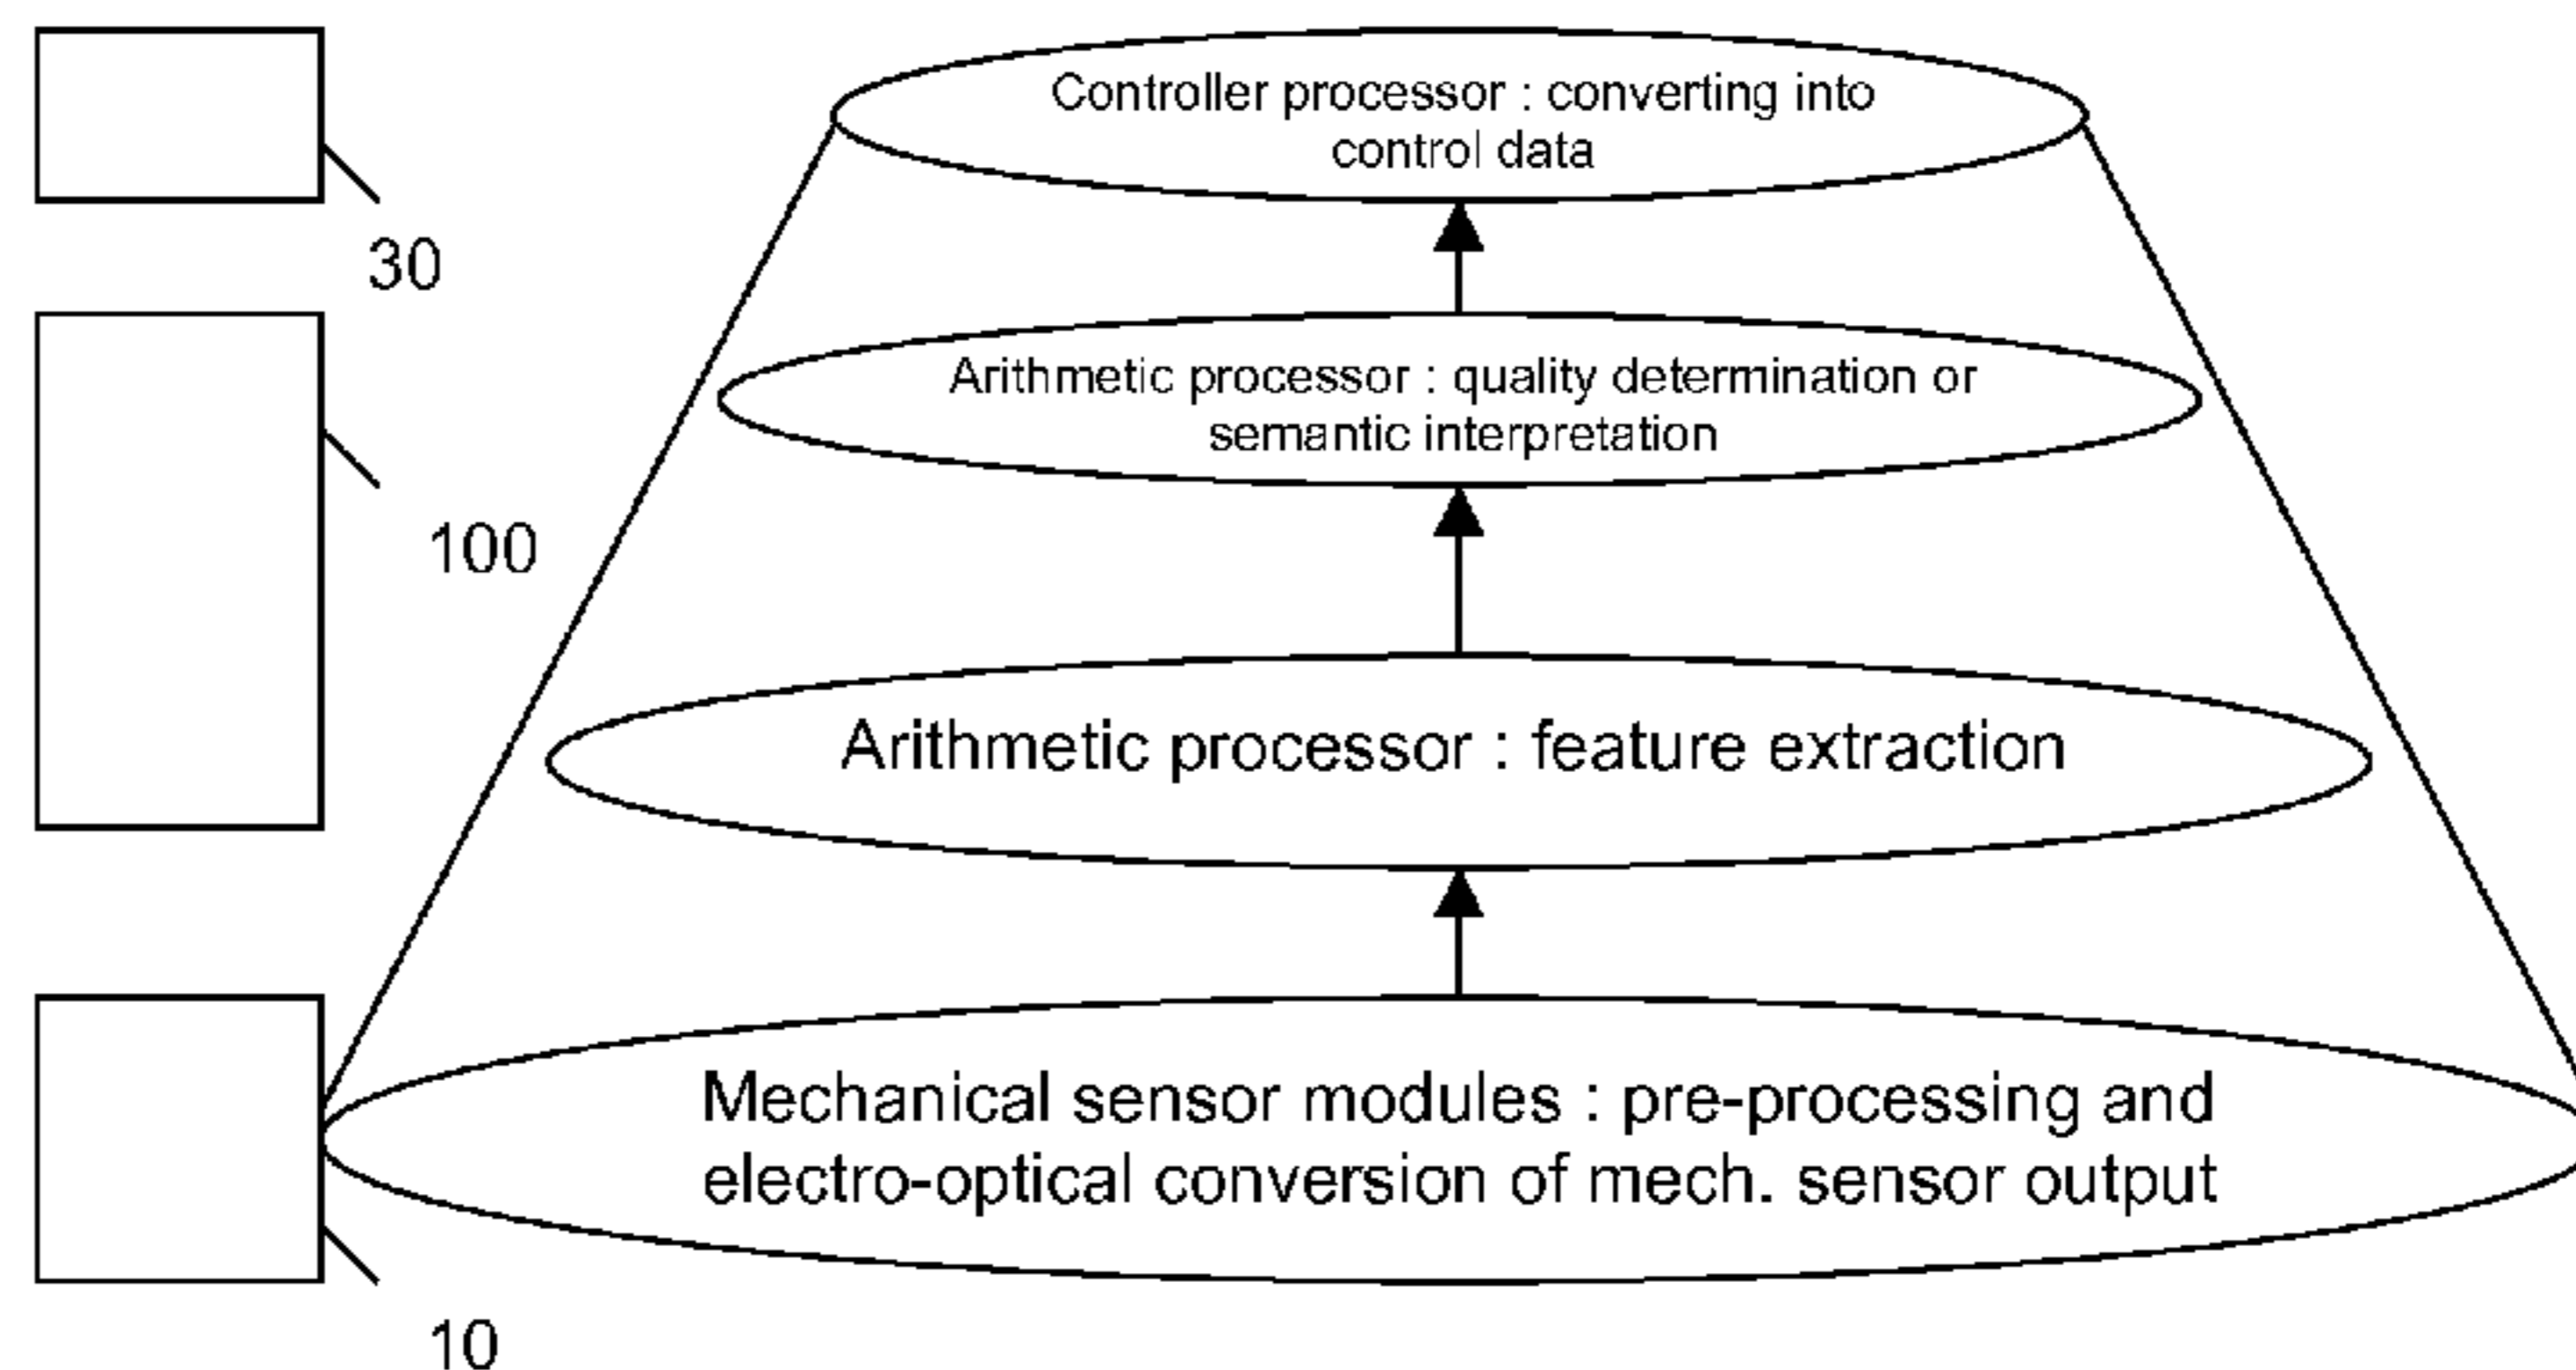 Controller processor : converting into
control data
30
Arithmetic processor : quality determination or
semantic interpretation
100
Arithmetic processor : feature extraction
Mechanical sensor modules : pre-processing and
electro-optical conversion of mech. sensor output
10